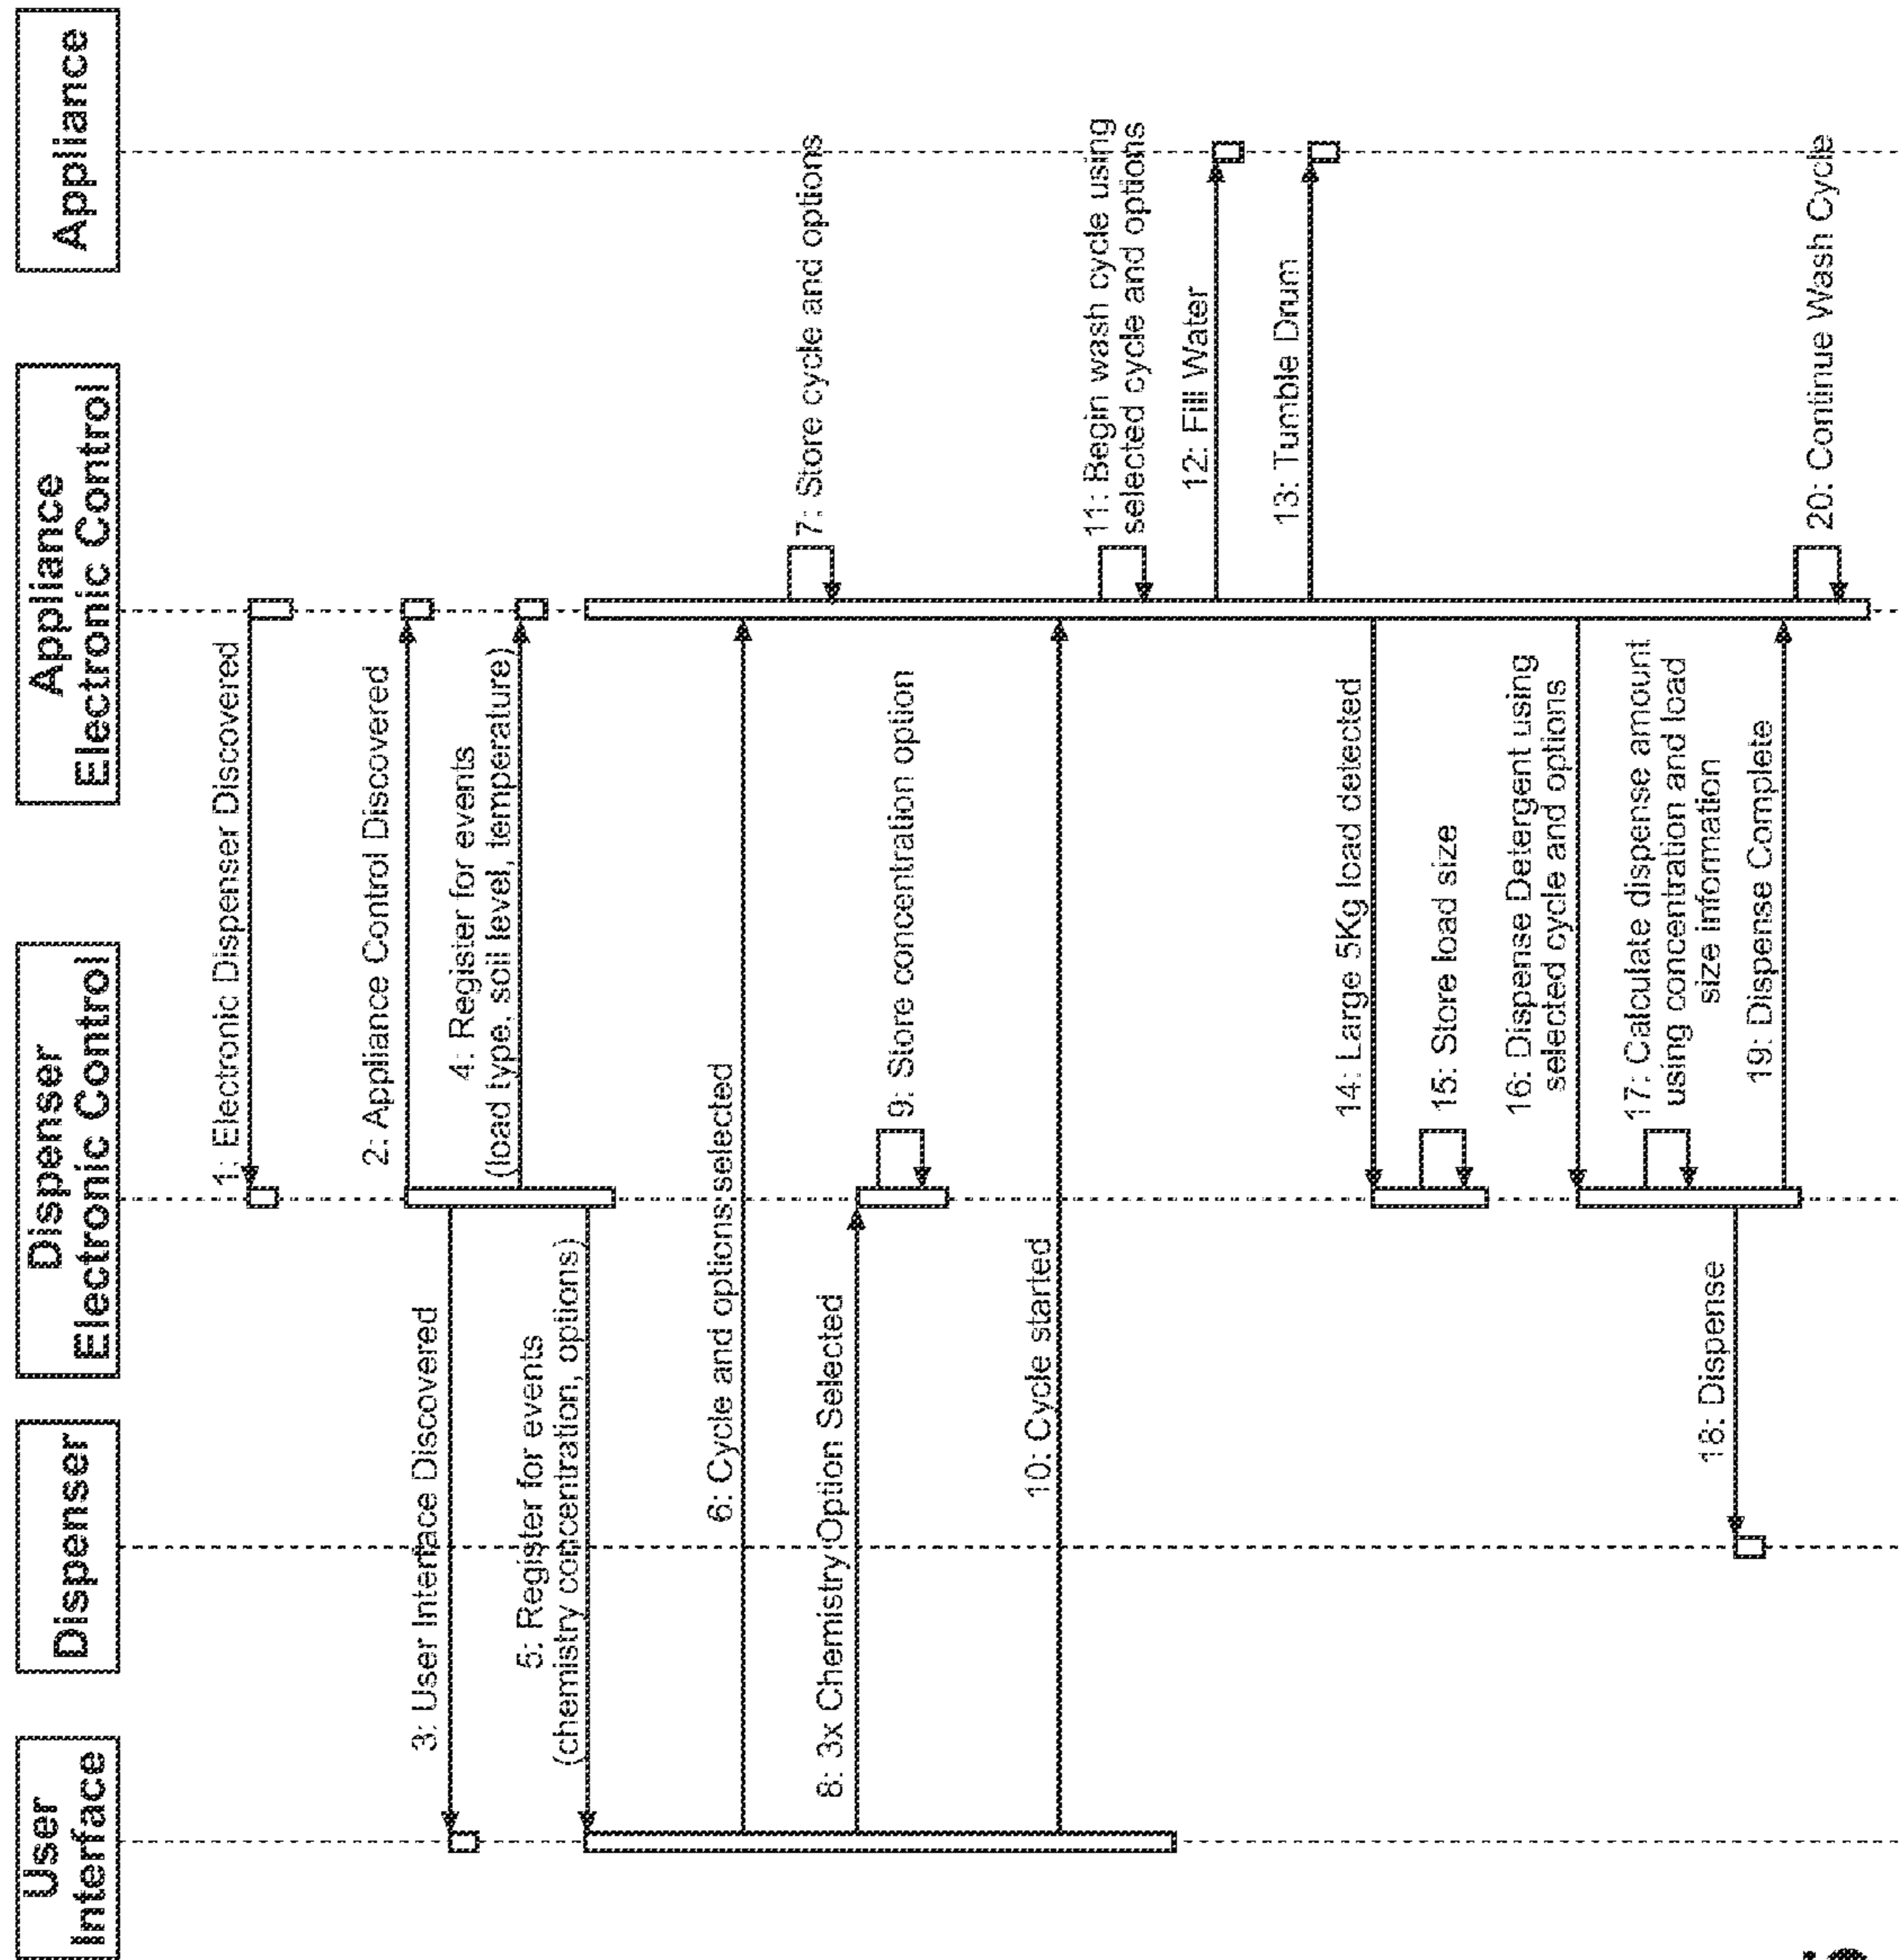 User
Interface
Dispenser
Dispenser
Electronic Control
Appliance
Electronic Control
Appliance
1: Electronic Dispenser Discovered
2: Appliance Control Discovered
3: User Interface Discovered
4: Register for events
(load type, soil level, temperature)
5: Register for events
(chemistry concentration, options)
6: Cycle and options selected
7: Store cycle and options
8: 3x Chemistry Option Selected
9: Store concentration option
10: Cycle started
11: Begin wash cycle using
selected cycle and options
12: Fill Water
13: Tumble Drum
14: Large 5Kg load detected
15: Store load size
16: Dispense Detergent using
selected cycle and options
17: Calculate dispense amount
using concentration and load
size information
18: Dispense
19: Dispense Complete
20: Continue Wash Cycle